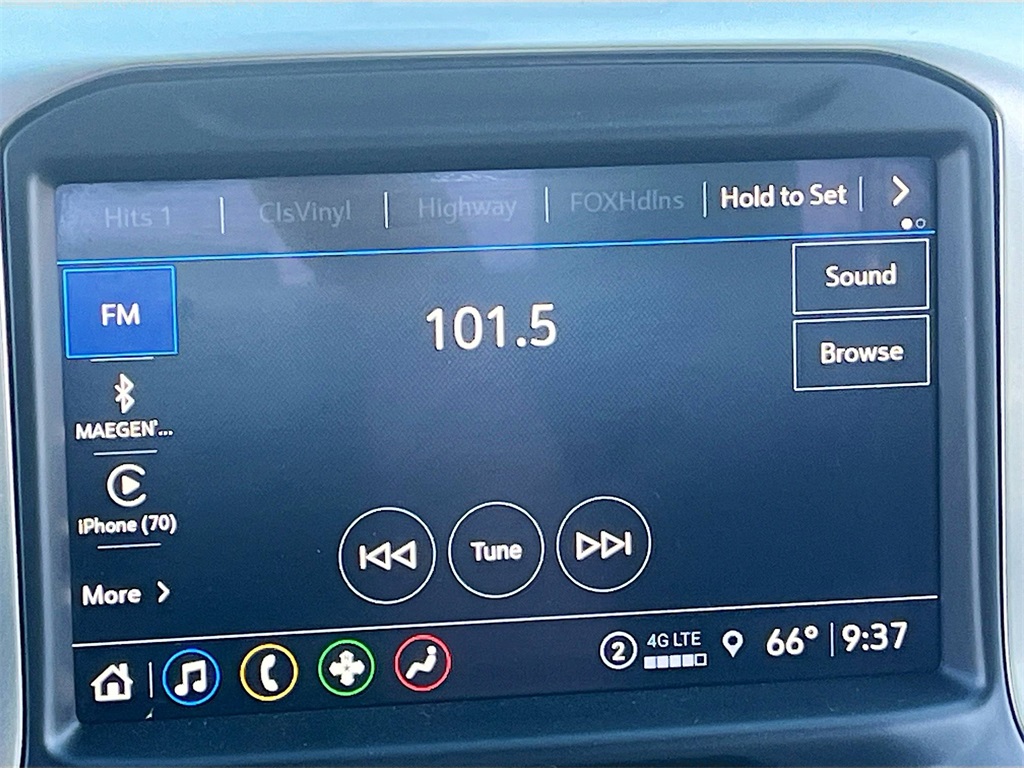 Hits 1
ClsVinyl
Highway
FOXHdlns
Hold to Set
FM
101.5
Sound
Browse
MAEGEN'...
iPhone (70)
More
Tune
2
4G LTE
66°
9:37